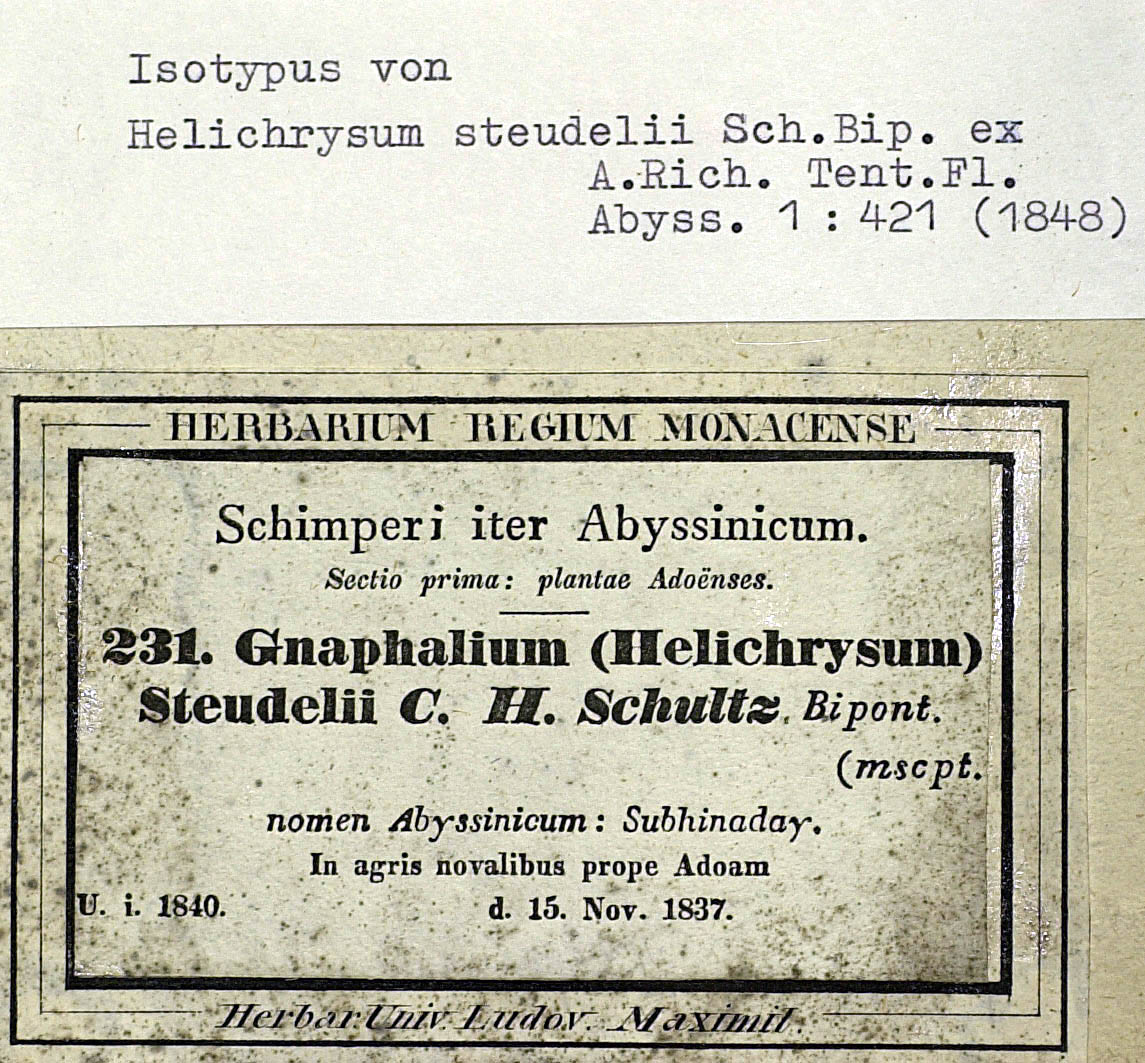 Isotypus von
Helichrysum steudelii Sch.Bip. ex
A.Rich. Tent.Fl.
Abyss. 1 : 421 (1848)
HERBARIUM REGIUM MONACENSE
Schimperi iter Abyssinicum.
Sectio prima: plantae Adoënses.
231. Gnaphalium (Helichrysum)
Steudelii C. H. Schultz. Bipont.
(mscpt.
nomen Abyssinicum: Subhinaday.
In agris novalibus prope Adoam
U. i. 1840. d. 15. Nov. 1837.
Herbar. Univ. Ludov. Maximil.